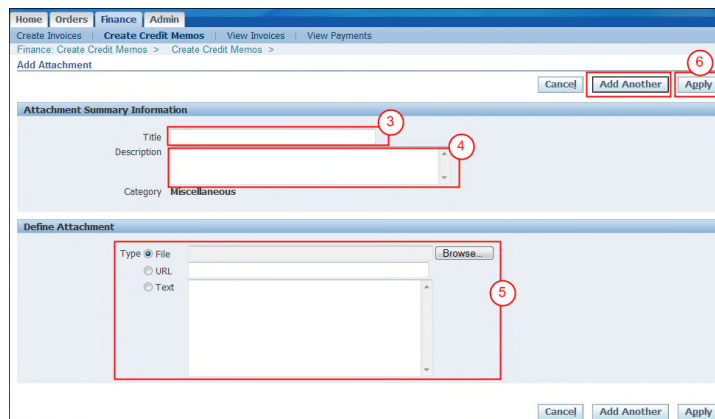 Home Orders Finance Admin
Create Invoices | Create Credit Memos | View Invoices | View Payments
Finance: Create Credit Memos > Create Credit Memos >
Add Attachment
6
Cancel Add Another Apply
Attachment Summary Information
3
Title
4
Description
Category Miscellaneous
Define Attachment
Type File Browse...
URL
5
Text
Cancel Add Another Apply